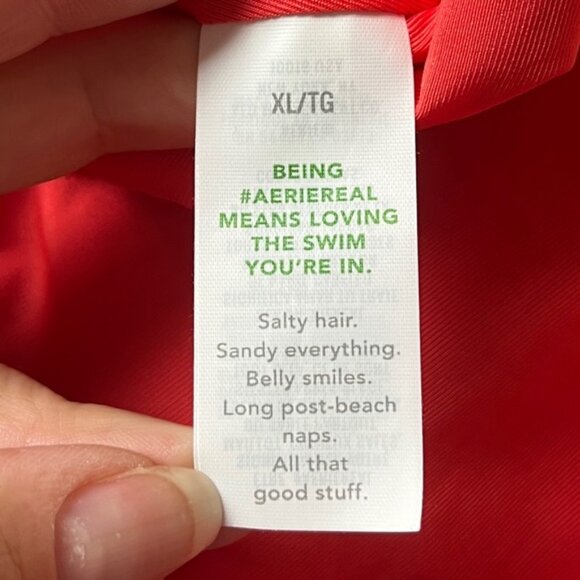 XL/TG
BEING
#AERIEREAL
MEANS LOVING
THE SWIM
YOU'RE IN.
Salty hair.
Sandy everything.
Belly smiles.
Long post-beach
naps.
All that
good stuff.